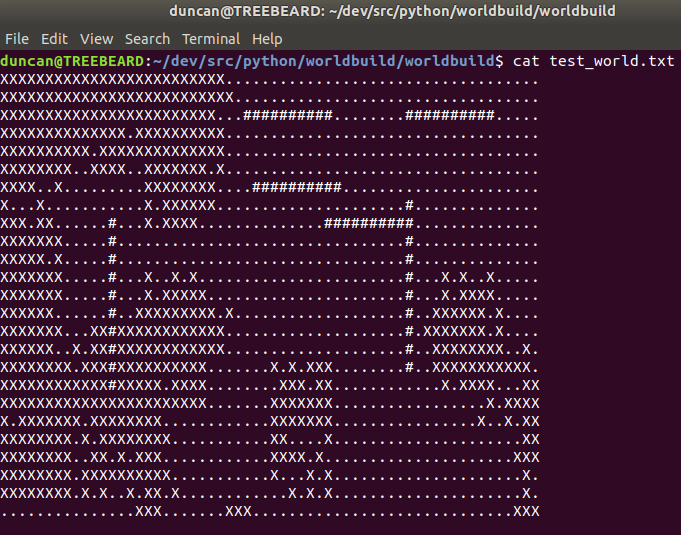 duncan@TREEBEARD: ~/dev/src/python/worldbuild/worldbuild
File Edit View Search Terminal Help
duncan@TREEBEARD:~/dev/src/python/worldbuild/worldbuild$ cat test_world.txt
XXXXXXXXXXXXXXXXXXXXXXXXX...................................
XXXXXXXXXXXXXXXXXXXXXXXXXX..................................
XXXXXXXXXXXXXXXXXXXXXXXX...##########........##########.....
XXXXXXXXXXXXXX.XXXXXXXXXX...................................
XXXXXXXXXX.XXXXXXXXXXXXXX...................................
XXXXXXXX..XXXX..XXXXXXX.X...................................
XXXX..X.........XXXXXXXX....##########......................
X...X...........X.XXXXXX.....................#..............
XXX.XX......#...X.XXXX..............##########..............
XXXXXXX.....#................................#..............
XXXXX.X.....#................................#..............
XXXXXXX.....#...X..X.X.......................#...X.X..X.....
XXXXXXX.....#...X.XXXXX......................#...X.XXXX.....
XXXXXX......#..XXXXXXXXX.X...................#..XXXXXX.X....
XXXXXXX...XX#XXXXXXXXXXXX....................#.XXXXXXX.X....
XXXXXX..X.XX#XXXXXXXXXXXX....................#..XXXXXXXX..X.
XXXXXXXX.XXX#XXXXXXXXXX.......X.X.XXX........#..XXXXXXXXXXX.
XXXXXXXXXXXX#XXXXX.XXXX........XXX.XX............X.XXXX...XX
XXXXXXXXXXXXXXXXXXXXXXX.......XXXXXXX.................X.XXXX
X.XXXXXXX.XXXXXXXX............XXXXXXX................X..X.XX
XXXXXXXX.X.XXXXXXXX...........XX....X.....................XX
XXXXXXXX..XX.X.XXX............XXXX.X.....................XXX
XXXXXXXX.XXXXXXXXXX...........X...X.X.....................X.
XXXXXXXX.X.X..X.XX.X............X.X.X.....................X.
...............XXX.......XXX.............................XXX